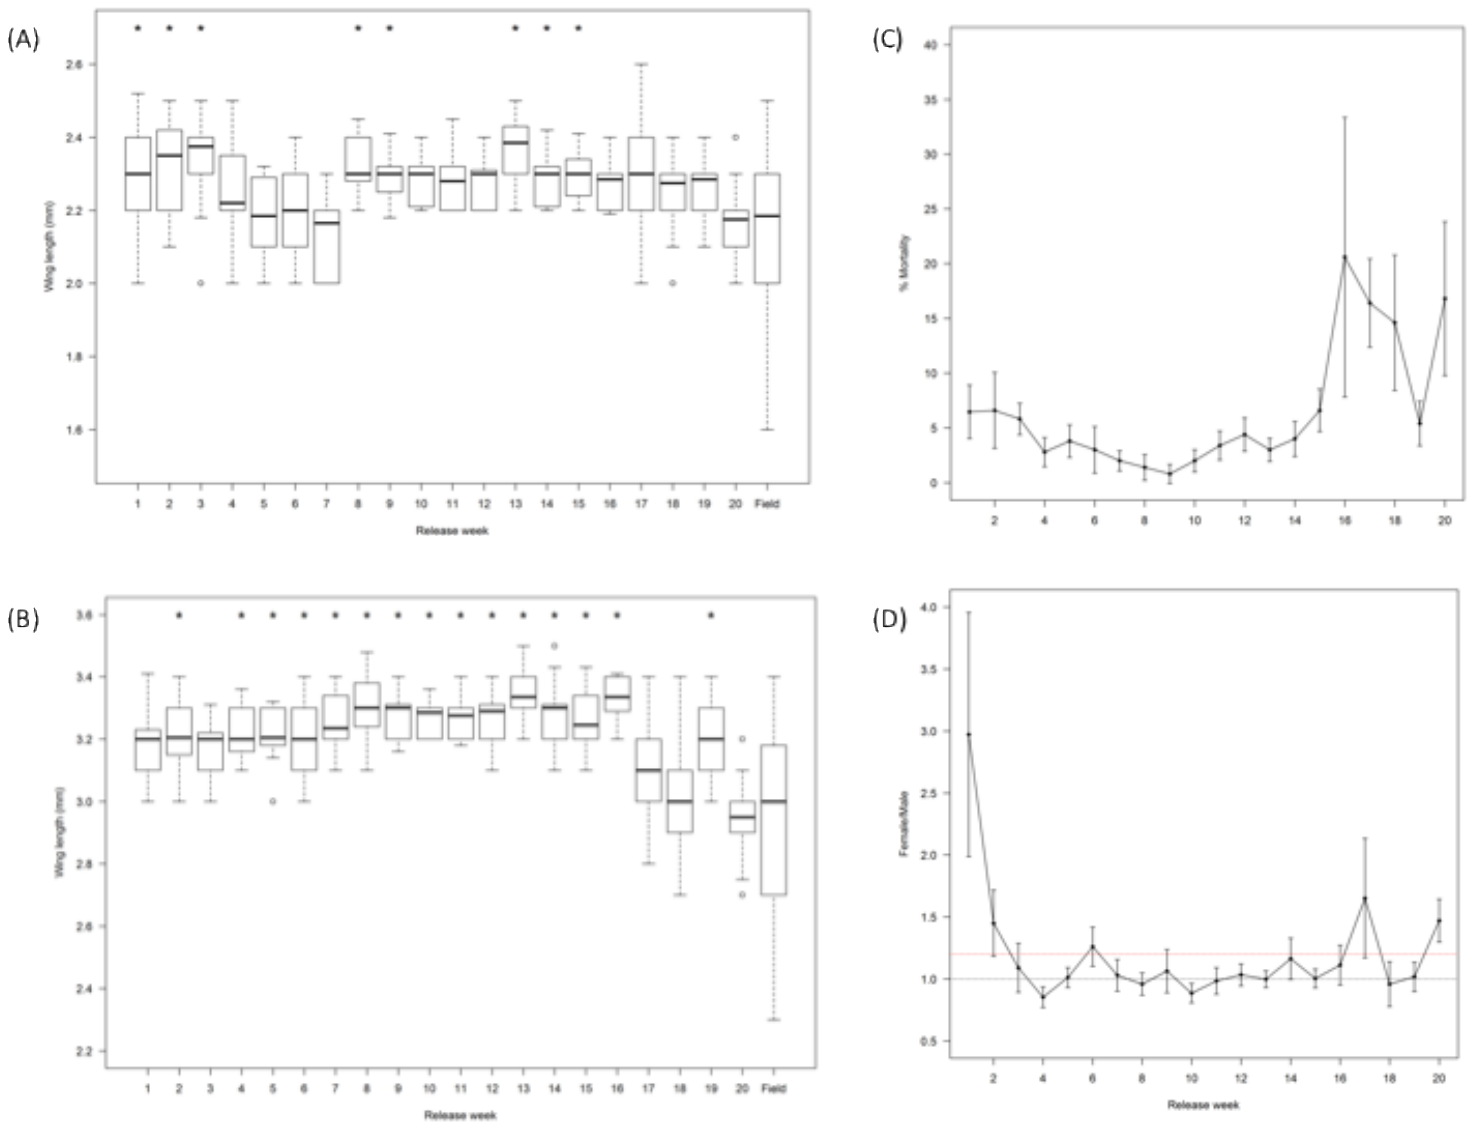 (A)
* * * * * * * *
2.6
2.4
2.2
2.0
1.8
1.6
Wing length (mm)
1 2 3 4 5 6 7 8 9 10 11 12 13 14 15 16 17 18 19 20 Field
Release week
(C)
40
35
30
25
20
15
10
5
0
% Mortality
2 4 6 8 10 12 14 16 18 20
(B)
* * * * * * * * * * * * * * *
3.6
3.4
3.2
3.0
2.8
2.6
2.4
2.2
Wing length (mm)
1 2 3 4 5 6 7 8 9 10 11 12 13 14 15 16 17 18 19 20 Field
Release week
(D)
4.0
3.5
3.0
2.5
2.0
1.5
1.0
0.5
Female/Male
2 4 6 8 10 12 14 16 18 20
Release week